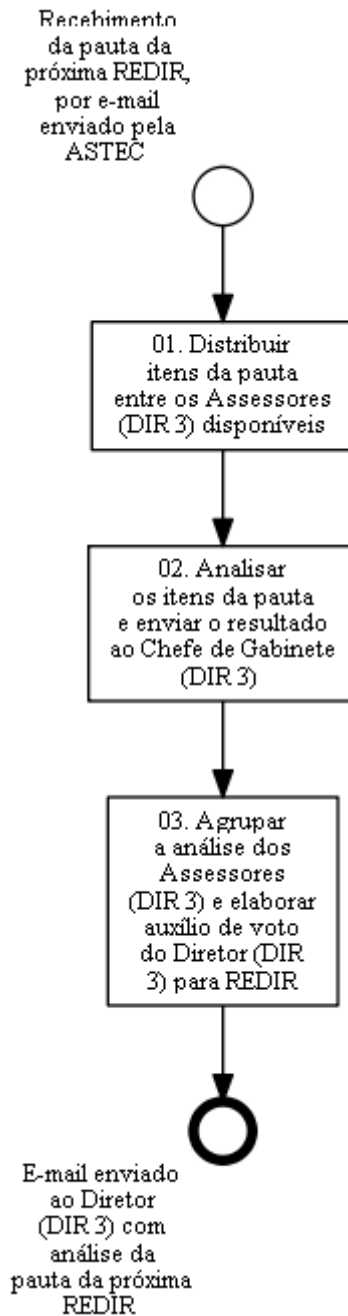 Recebimento
da pauta da
próxima REDIR,
por e-mail
enviado pela
ASTEC
01. Distribuir
itens da pauta
entre os Assessores
(DIR 3) disponíveis
02. Analisar
os itens da pauta
e enviar o resultado
ao Chefe de Gabinete
(DIR 3)
03. Agrupar
a análise dos
Assessores
(DIR 3) e elaborar
auxílio de voto
do Diretor (DIR
3) para REDIR
E-mail enviado
ao Diretor
(DIR 3) com
análise da
pauta da próxima
REDIR